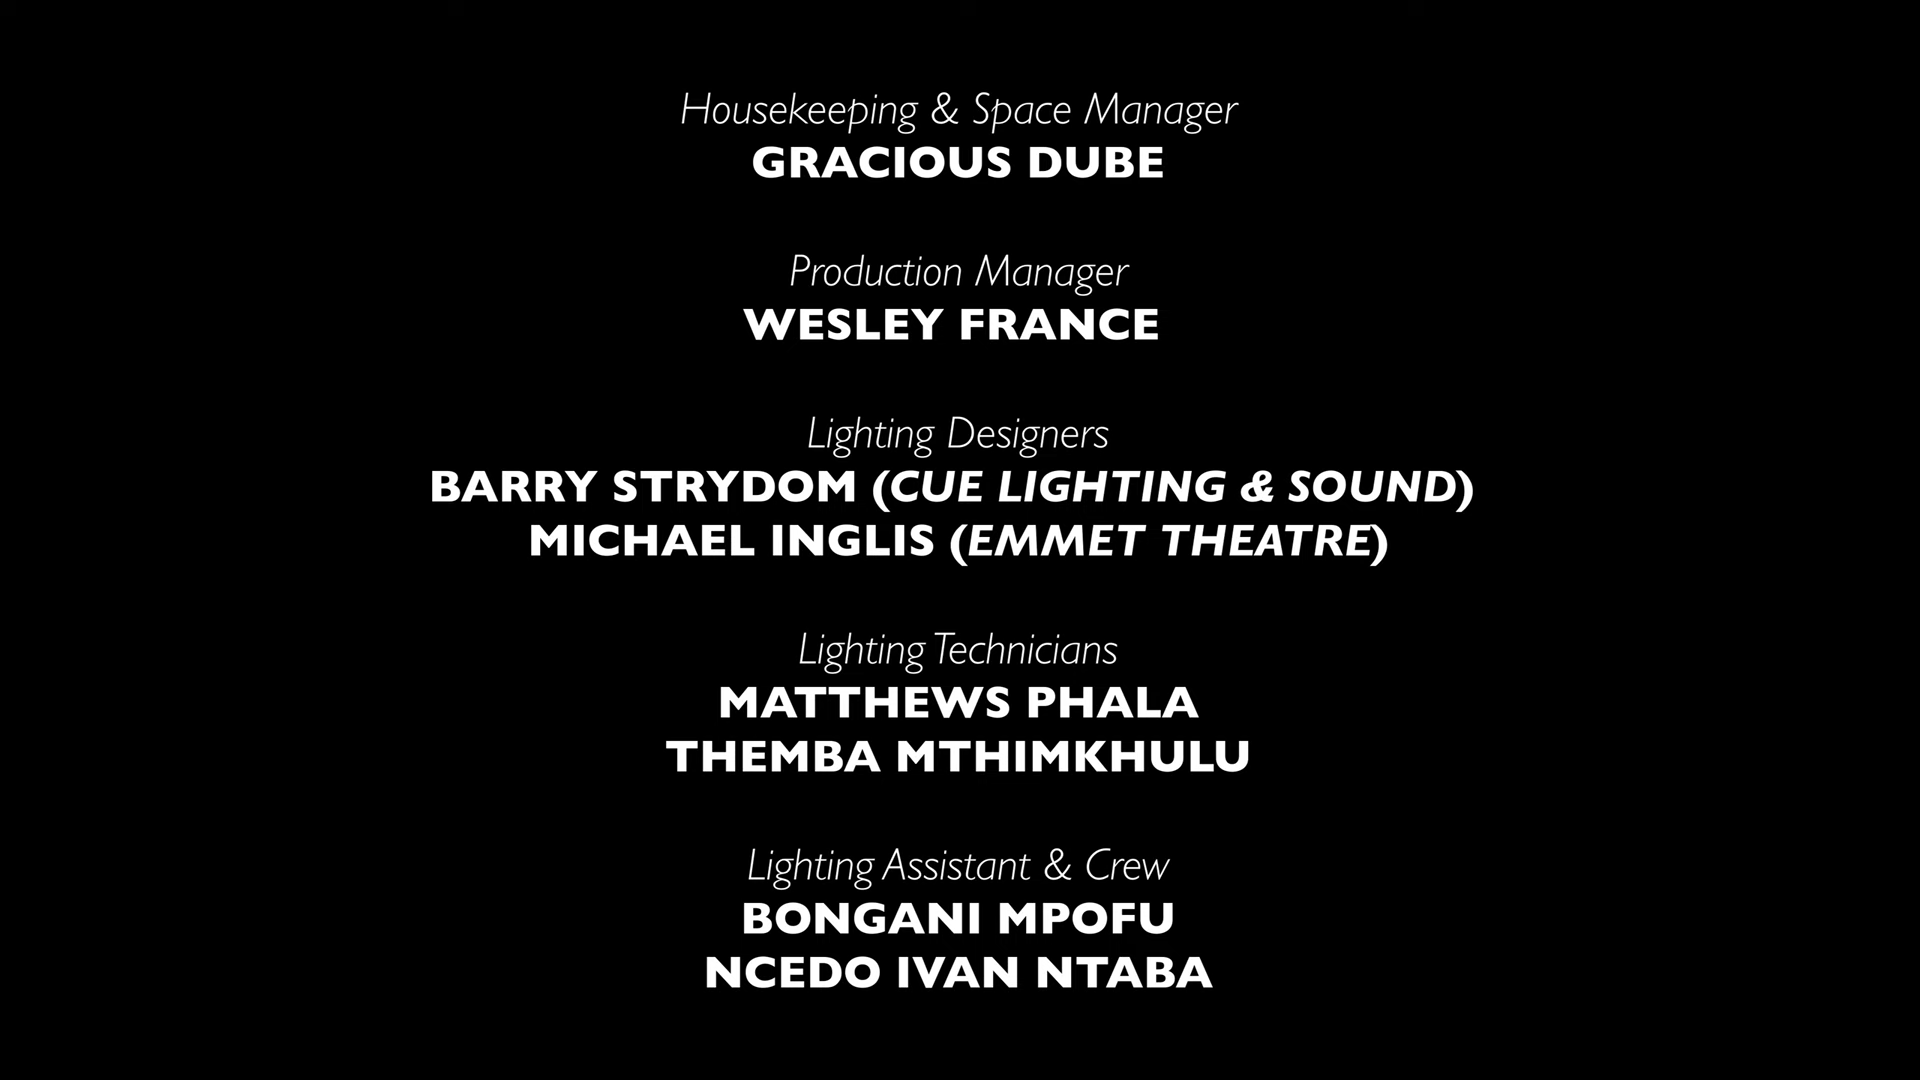 Housekeeping & Space Manager
GRACIOUS DUBE
Production Manager
WESLEY FRANCE
Lighting Designers
BARRY STRYDOM (CUE LIGHTING & SOUND)
MICHAEL INGLIS (EMMET THEATRE)
Lighting Technicians
MATTHEWS PHALA
THEMBA MTHIMKHULU
Lighting Assistant & Crew
BONGANI MPOFU
NCEDO IVAN NTABA